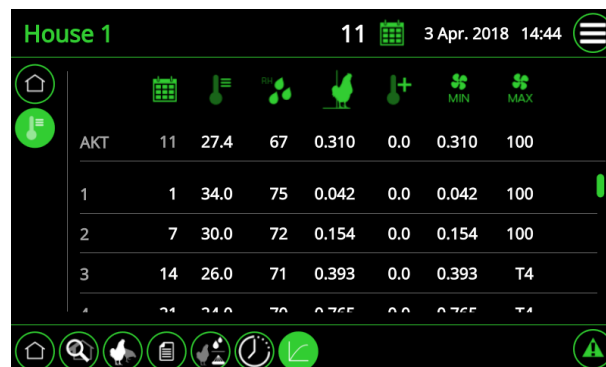 House 1 11 3 Apr. 2018 14:44
RH
MIN MAX
AKT 11 27.4 67 0.310 0.0 0.310 100
1 1 34.0 75 0.042 0.0 0.042 100
2 7 30.0 72 0.154 0.0 0.154 100
3 14 26.0 71 0.393 0.0 0.393 T4